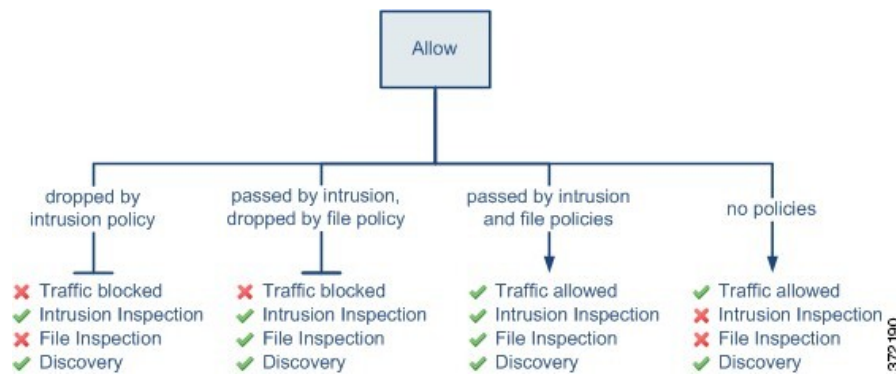 Allow
dropped by
intrusion policy
passed by intrusion,
dropped by file policy
passed by intrusion
and file policies
no policies
Traffic blocked
Intrusion Inspection
File Inspection
Discovery
Traffic blocked
Intrusion Inspection
File Inspection
Discovery
Traffic allowed
Intrusion Inspection
File Inspection
Discovery
Traffic allowed
Intrusion Inspection
File Inspection
Discovery
372190